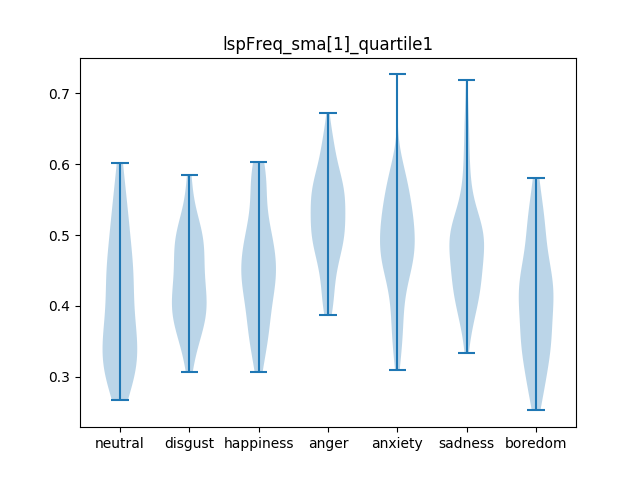 lspFreq_sma[1]_quartile1
0.7
0.6
0.5
0.4
0.3
neutral disgust happiness anger anxiety sadness boredom